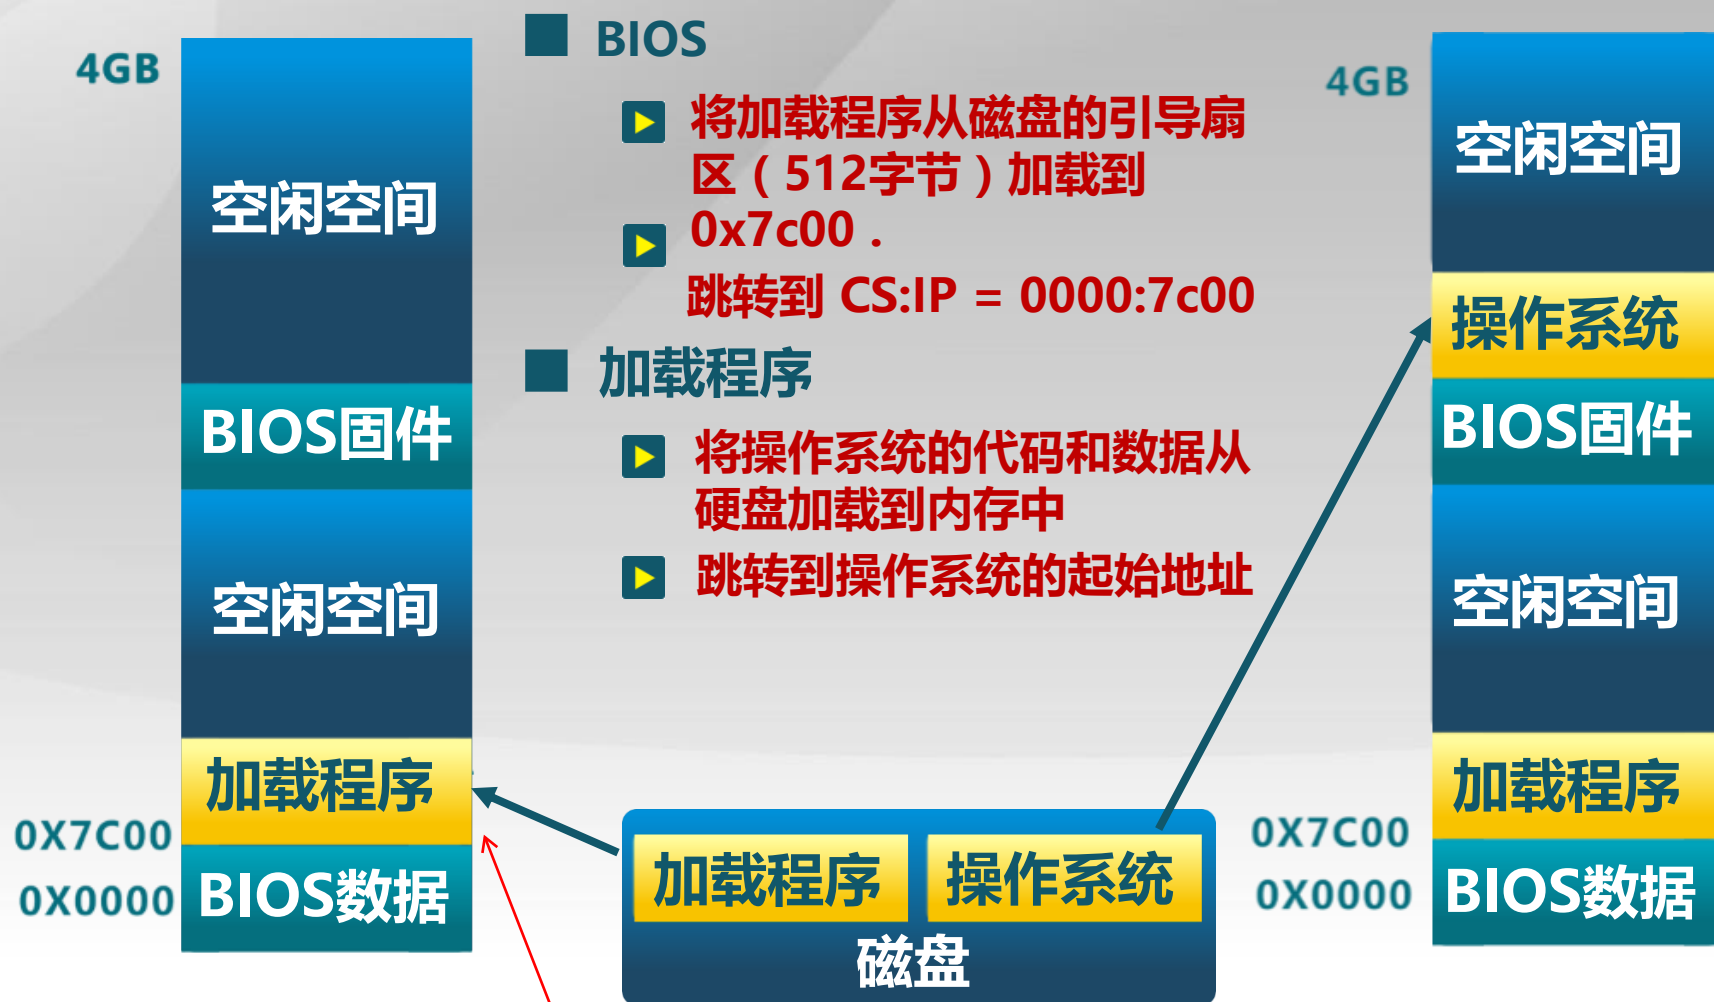 4GB
空闲空间
BIOS固件
空闲空间
加载程序
0X7C00
0X0000
BIOS数据
BIOS
将加载程序从磁盘的引导扇
区（512字节）加载到
0x7c00 .
跳转到 CS:IP = 0000:7c00
加载程序
将操作系统的代码和数据从
硬盘加载到内存中
跳转到操作系统的起始地址
加载程序
操作系统
磁盘
4GB
空闲空间
操作系统
BIOS固件
空闲空间
加载程序
0X7C00
0X0000
BIOS数据